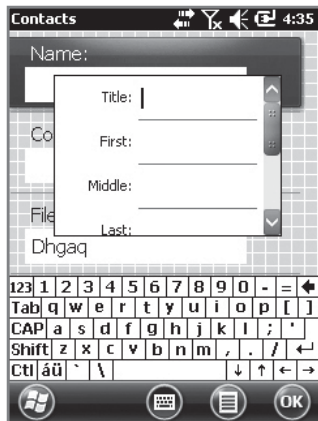 Contacts 4:35
Name:
Title:
Co
First:
Middle:
File
Last:
Dhgaq
123 1 2 3 4 5 6 7 8 9 0 - =
Tab q w e r t y u i o p [ ]
CAP a s d f g h j k l ; '
Shift z x c v b n m , . /
Ctl áü ` \
OK